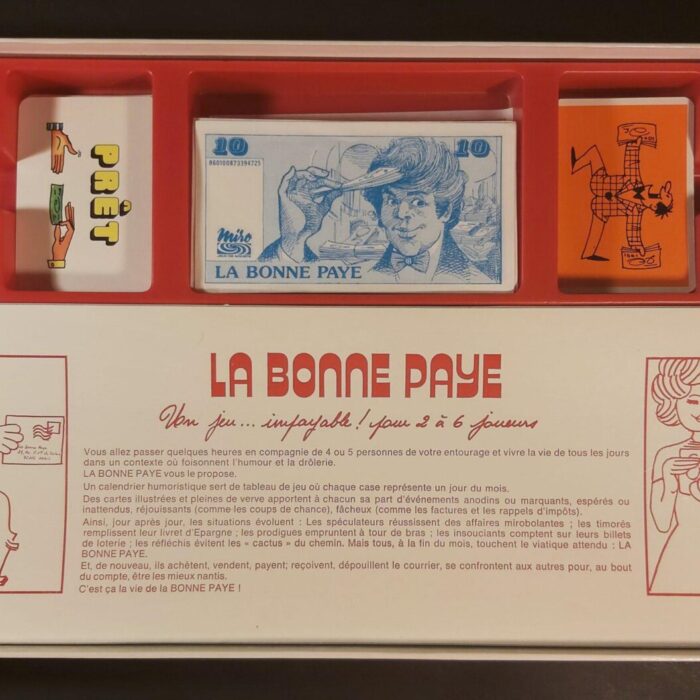 PRÊT
10
10
860100873394725
miro
LA BONNE PAYE
LA BONNE PAYE
Un jeu... impayable! pour 2 à 6 joueurs
Vous allez passer quelques heures en compagnie de 4 ou 5 personnes de votre entourage et vivre la vie de tous les jours
dans un contexte où foisonnent l'humour et la drôlerie.
LA BONNE PAYE vous le propose.
Un calendrier humoristique sert de tableau de jeu où chaque case représente un jour du mois.
Des cartes illustrées et pleines de verve apportent à chacun sa part d'événements anodins ou marquants, espérés ou
inattendus, réjouissants (comme les coups de chance), fâcheux (comme les factures et les rappels d'impôts).
Ainsi, jour après jour, les situations évoluent : Les spéculateurs réussissent des affaires mirobolantes ; les timorés
remplissent leur livret d'Epargne ; les prodigues empruntent à tour de bras ; les insouciants comptent sur leurs billets
de loterie ; les réfléchis évitent les « cactus » du chemin. Mais tous, à la fin du mois, touchent le viatique attendu : LA
BONNE PAYE.
Et, de nouveau, ils achètent, vendent, payent; reçoivent, dépouillent le courrier, se confrontent aux autres pour, au bout
du compte, être les mieux nantis.
C'est ça la vie de la BONNE PAYE !